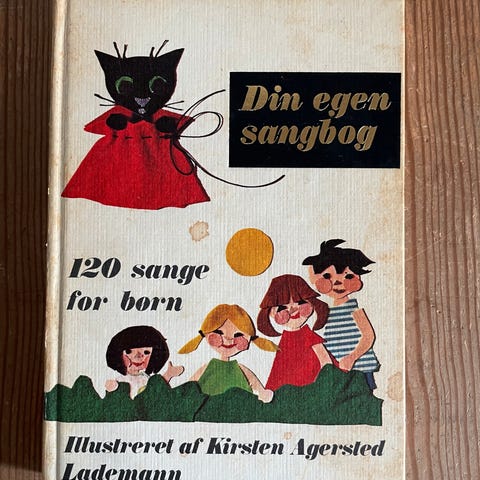 Din egen
sangbog
120 sange
for børn
Illustreret af Kirsten Agersted
Lademann